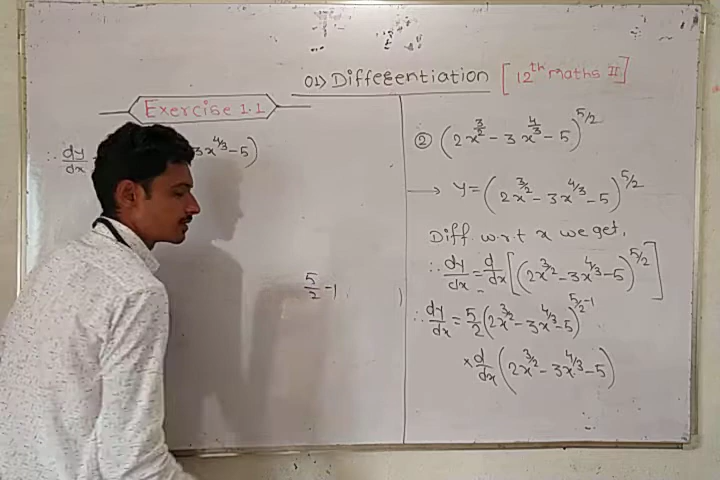 01) Differentiation [12th maths II]
Exercise 1.1
∴ dy/dx
3x^4/3 - 5)
5/2 - 1
② (2x^3/2 - 3x^4/3 - 5)^5/2
→ y = (2x^3/2 - 3x^4/3 - 5)^5/2
Diff. w.r.t x we get,
∴ dy/dx = d/dx [(2x^3/2 - 3x^4/3 - 5)^5/2]
∴ dy/dx = 5/2 (2x^3/2 - 3x^4/3 - 5)^5/2-1
× d/dx (2x^3/2 - 3x^4/3 - 5)